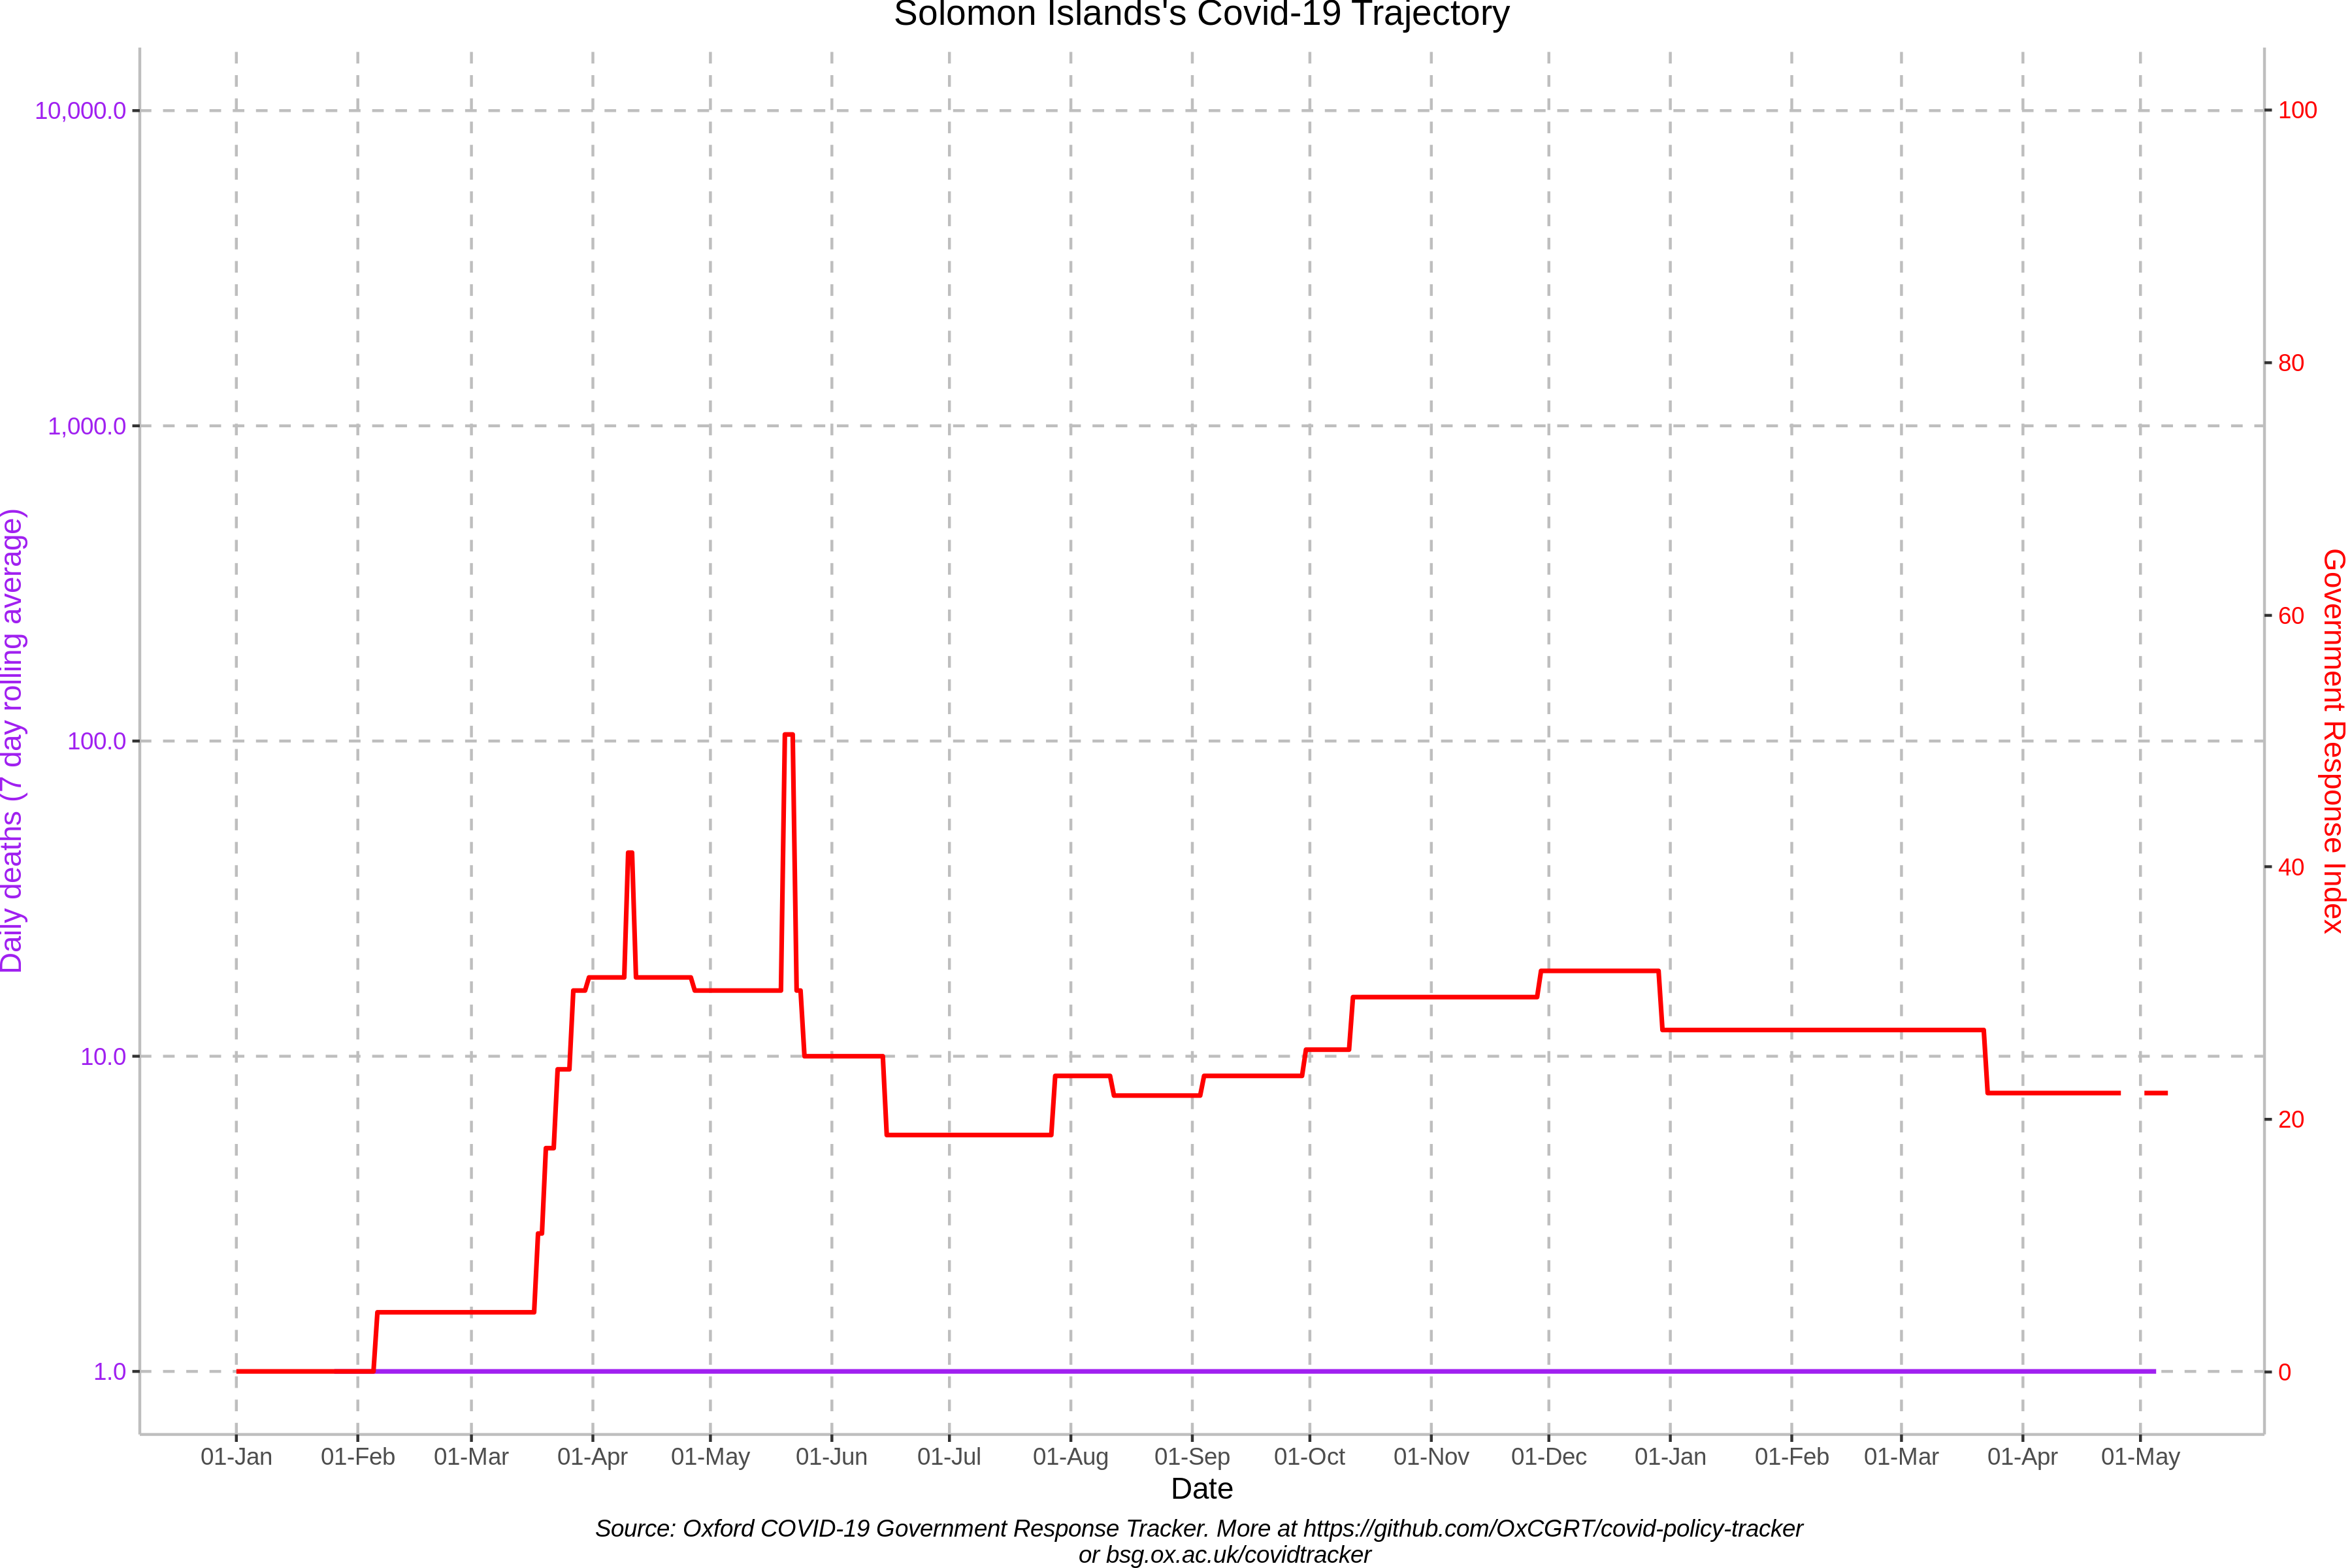 Solomon Islands's Covid-19 Trajectory
10,000.0
1,000.0
100.0
10.0
1.0
Daily deaths (7 day rolling average)
100
80
60
40
20
0
Government Response Index
01-Jan 01-Feb 01-Mar 01-Apr 01-May 01-Jun 01-Jul 01-Aug 01-Sep 01-Oct 01-Nov 01-Dec 01-Jan 01-Feb 01-Mar 01-Apr 01-May
Date
Source: Oxford COVID-19 Government Response Tracker. More at https://github.com/OxCGRT/covid-policy-tracker
or bsg.ox.ac.uk/covidtracker